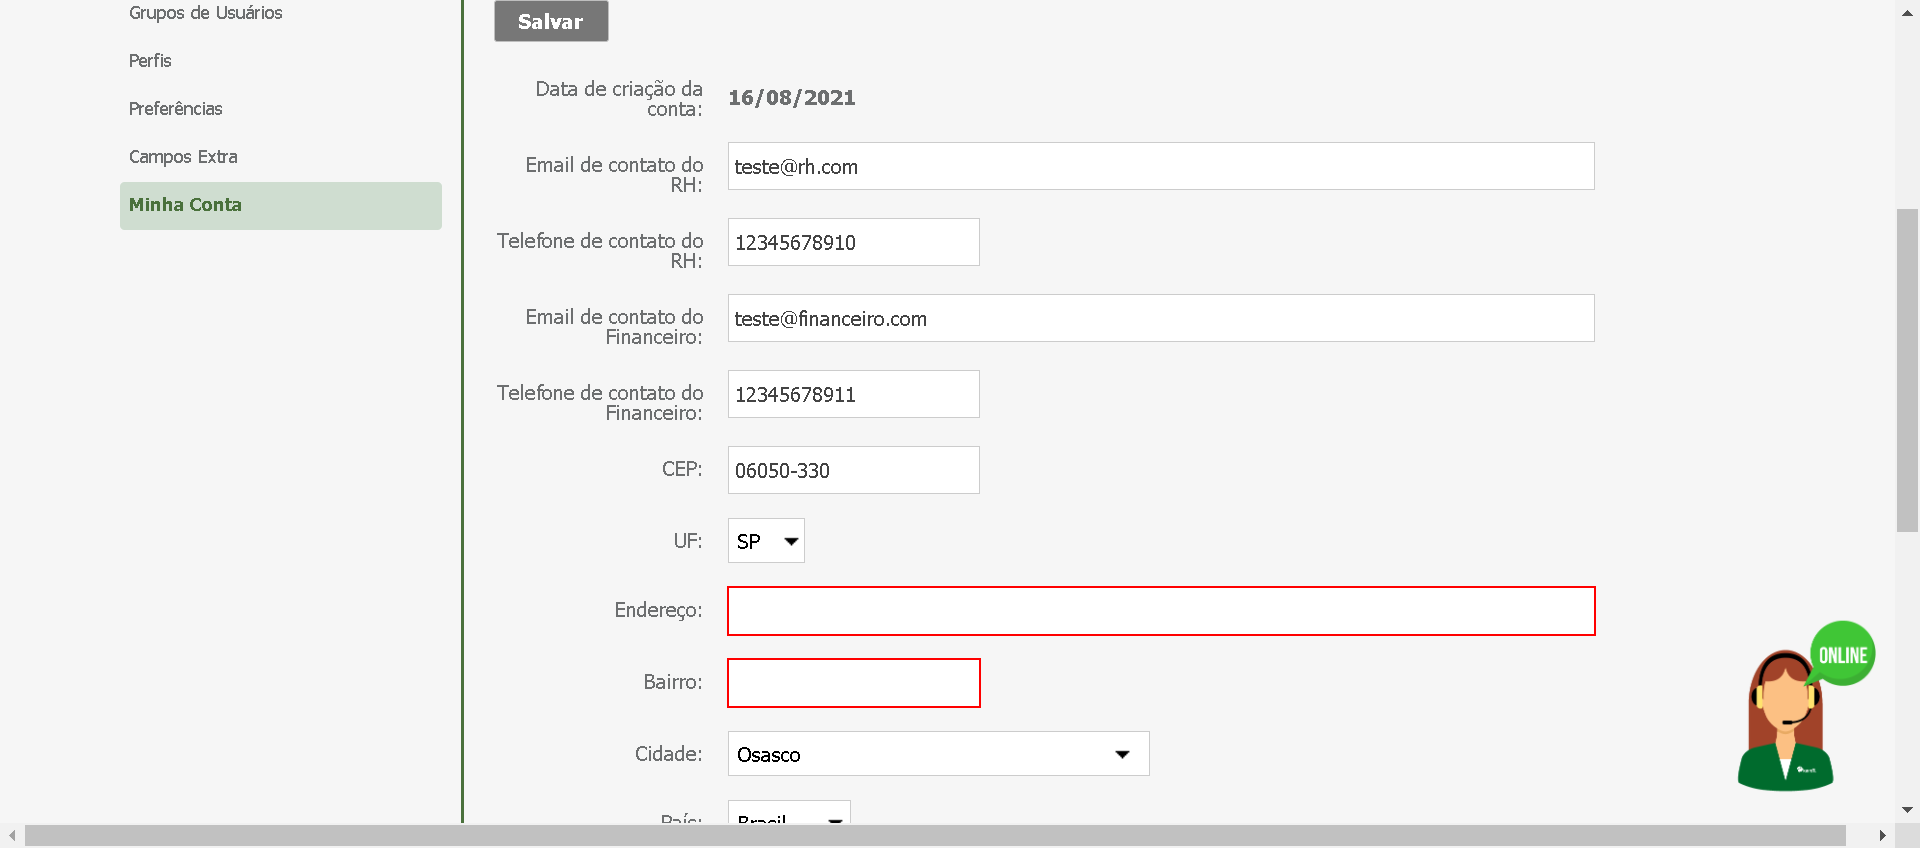 Grupos de Usuários
Perfis
Preferências
Campos Extra
Minha Conta
Salvar
Data de criação da
conta:
16/08/2021
Email de contato do
RH:
teste@rh.com
Telefone de contato do
RH:
12345678910
Email de contato do
Financeiro:
teste@financeiro.com
Telefone de contato do
Financeiro:
12345678911
CEP:
06050-330
UF:
SP
Endereço:
Bairro:
Cidade:
Osasco
País:
Brasil
ONLINE